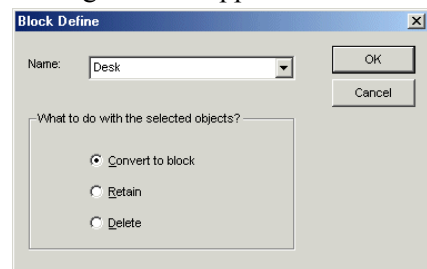 Block Define
Name:
Desk
OK
Cancel
What to do with the selected objects?
Convert to block
Retain
Delete